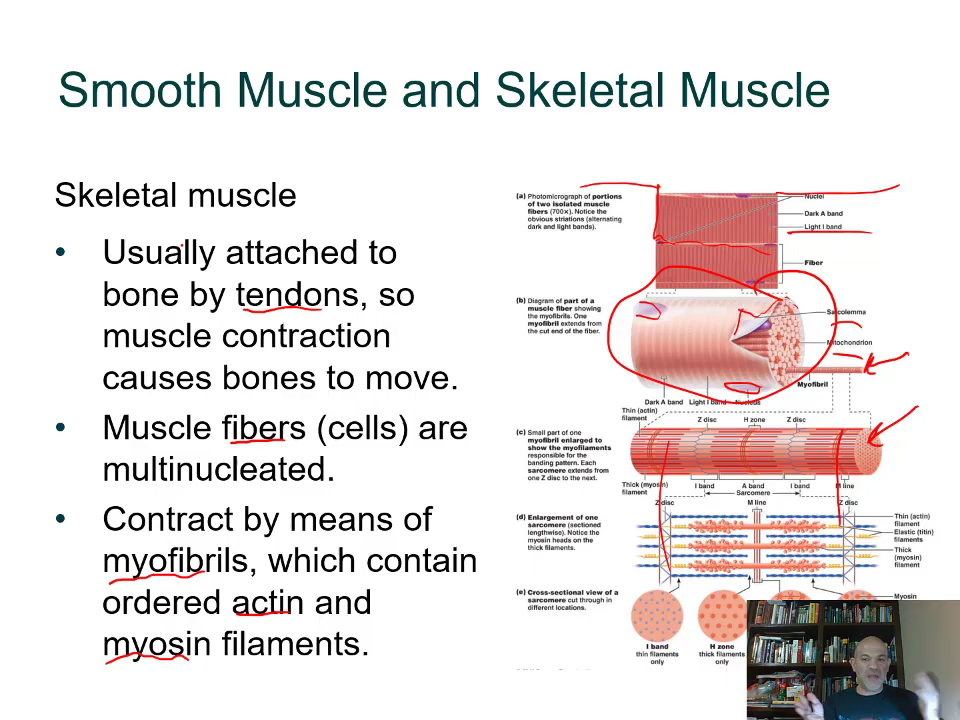 Smooth Muscle and Skeletal Muscle
Skeletal muscle
• Usually attached to
bone by tendons, so
muscle contraction
causes bones to move.
• Muscle fibers (cells) are
multinucleated.
• Contract by means of
myofibrils, which contain
ordered actin and
myosin filaments.
(a) Photomicrograph of portions
of two isolated muscle
fibers (700×). Notice the
obvious striations (alternating
dark and light bands).
Nuclei
Dark A band
Light I band
Fiber
(b) Diagram of part of a
muscle fiber showing
the myofibrils. One
myofibril extends from
the cut end of the fiber.
Sarcolemma
Mitochondrion
Myofibril
Dark A band
Light I band
Nucleus
Thin (actin)
filament
Z disc
H zone
Z disc
(c) Small part of one
myofibril enlarged to
show the myofilaments
responsible for the
banding pattern. Each
sarcomere extends from
one Z disc to the next.
Thick (myosin)
filament
I band
A band
I band
M line
Sarcomere
Z disc
M line
Z disc
(d) Enlargement of one
sarcomere (sectioned
lengthwise). Notice the
myosin heads on the
thick filaments.
Thin (actin)
filament
Elastic (titin)
filaments
Thick
(myosin)
filament
(e) Cross-sectional view of a
sarcomere cut through in
different locations.
Myosin
I band
thin filaments
only
H zone
thick filaments
only